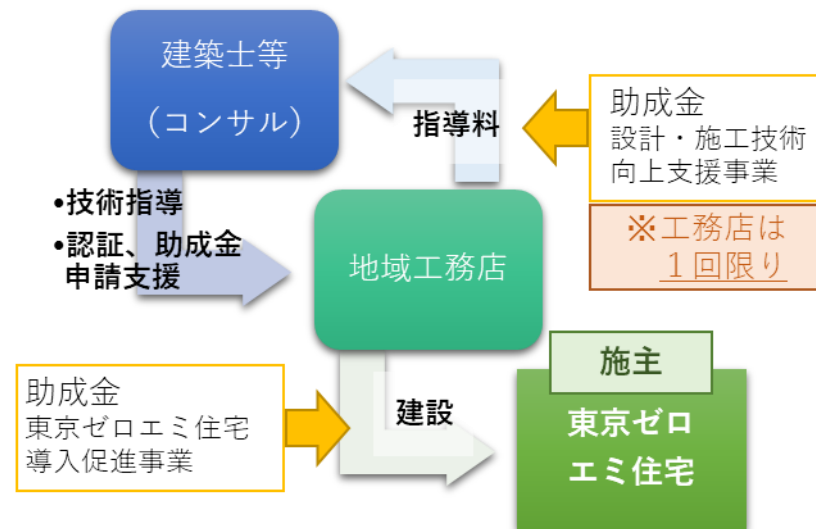 建築士等
(コンサル)
指導料
助成金
設計・施工技術
向上支援事業
※工務店は
１回限り
•技術指導
•認証、助成金
申請支援
地域工務店
助成金
東京ゼロエミ住宅
導入促進事業
建設
施主
東京ゼロ
エミ住宅